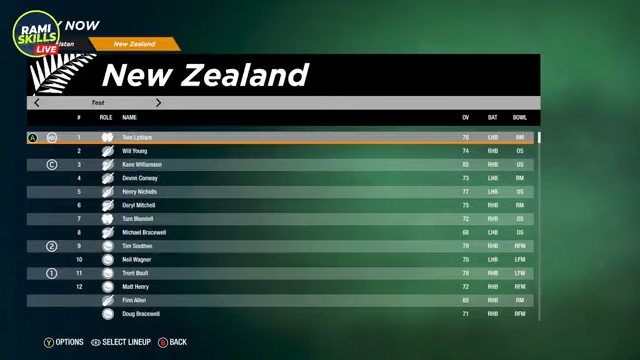 RAMI
SKILLS
LIVE
Y NOW
istan
New Zealand
New Zealand
Test
# ROLE NAME OV BAT BOWL
A WK 1 Tom Latham 76 LHB RM
2 Will Young 74 RHB OS
C 3 Kane Williamson 85 RHB OS
4 Devon Conway 73 LHB RM
5 Henry Nicholls 77 LHB OS
6 Daryl Mitchell 75 RHB RM
7 Tom Blundell 72 RHB OS
8 Michael Bracewell 68 LHB OS
2 9 Tim Southee 79 RHB RFM
10 Neil Wagner 70 LHB LFM
1 11 Trent Boult 78 RHB LFM
12 Matt Henry 72 RHB RFM
Finn Allen 65 RHB RM
Doug Bracewell 71 RHB RFM
Y OPTIONS SELECT LINEUP B BACK